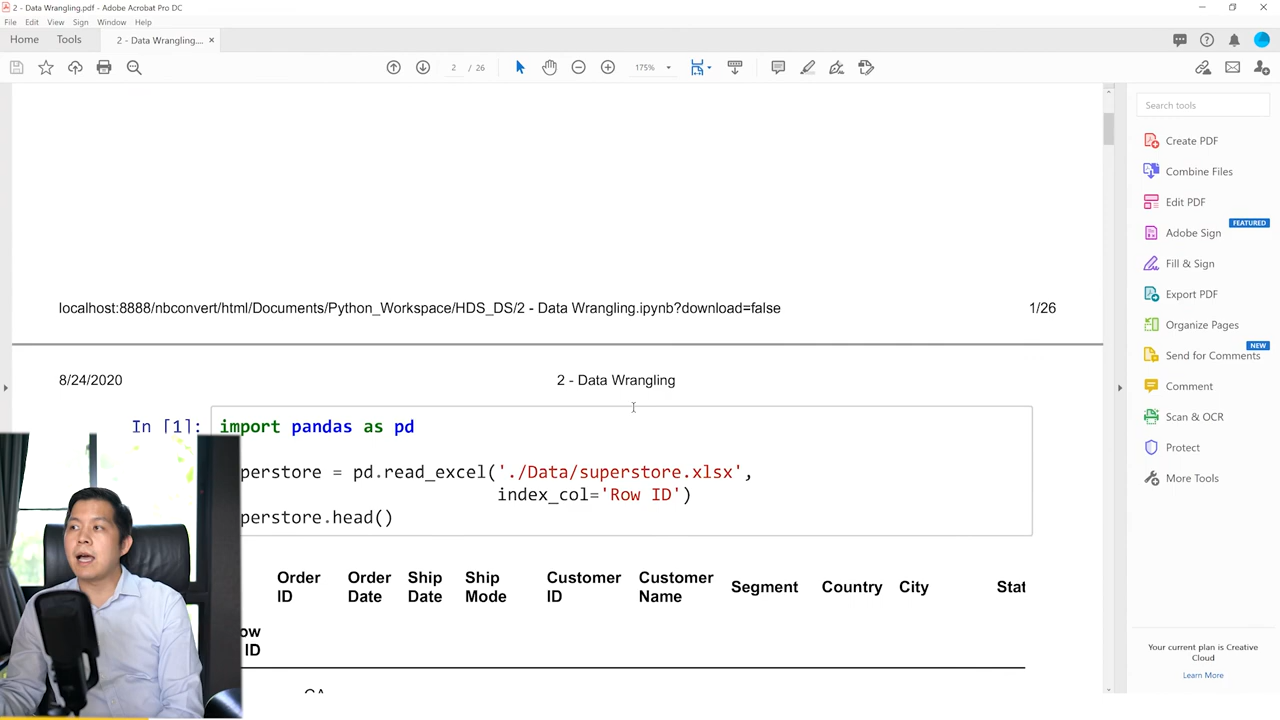 2 - Data Wrangling.pdf - Adobe Acrobat Pro DC
File Edit View Sign Window Help
Home Tools 2 - Data Wrangling.... ×
2 / 26 175%
Search tools
Create PDF
Combine Files
Edit PDF
FEATURED
Adobe Sign
Fill & Sign
Export PDF
Organize Pages
NEW
Send for Comments
Comment
Scan & OCR
Protect
More Tools
Your current plan is Creative
Cloud
Learn More
localhost:8888/nbconvert/html/Documents/Python_Workspace/HDS_DS/2 - Data Wrangling.ipynb?download=false 1/26
8/24/2020 2 - Data Wrangling
In [1]: import pandas as pd
perstore = pd.read_excel('./Data/superstore.xlsx',
index_col='Row ID')
perstore.head()
Order Order Ship Ship Customer Customer Segment Country City Stat
ID Date Date Mode ID Name
ow
ID
CA